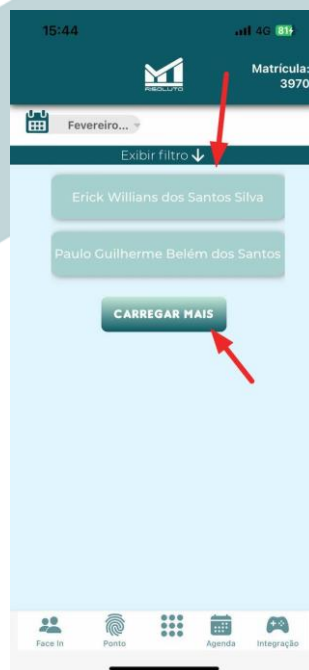 15:44
4G 81
RISOLUTO
Matrícula:
3970
Fevereiro...
Exibir filtro
Erick Willians dos Santos Silva
Paulo Guilherme Belém dos Santos
CARREGAR MAIS
Face In
Ponto
Agenda
Integração